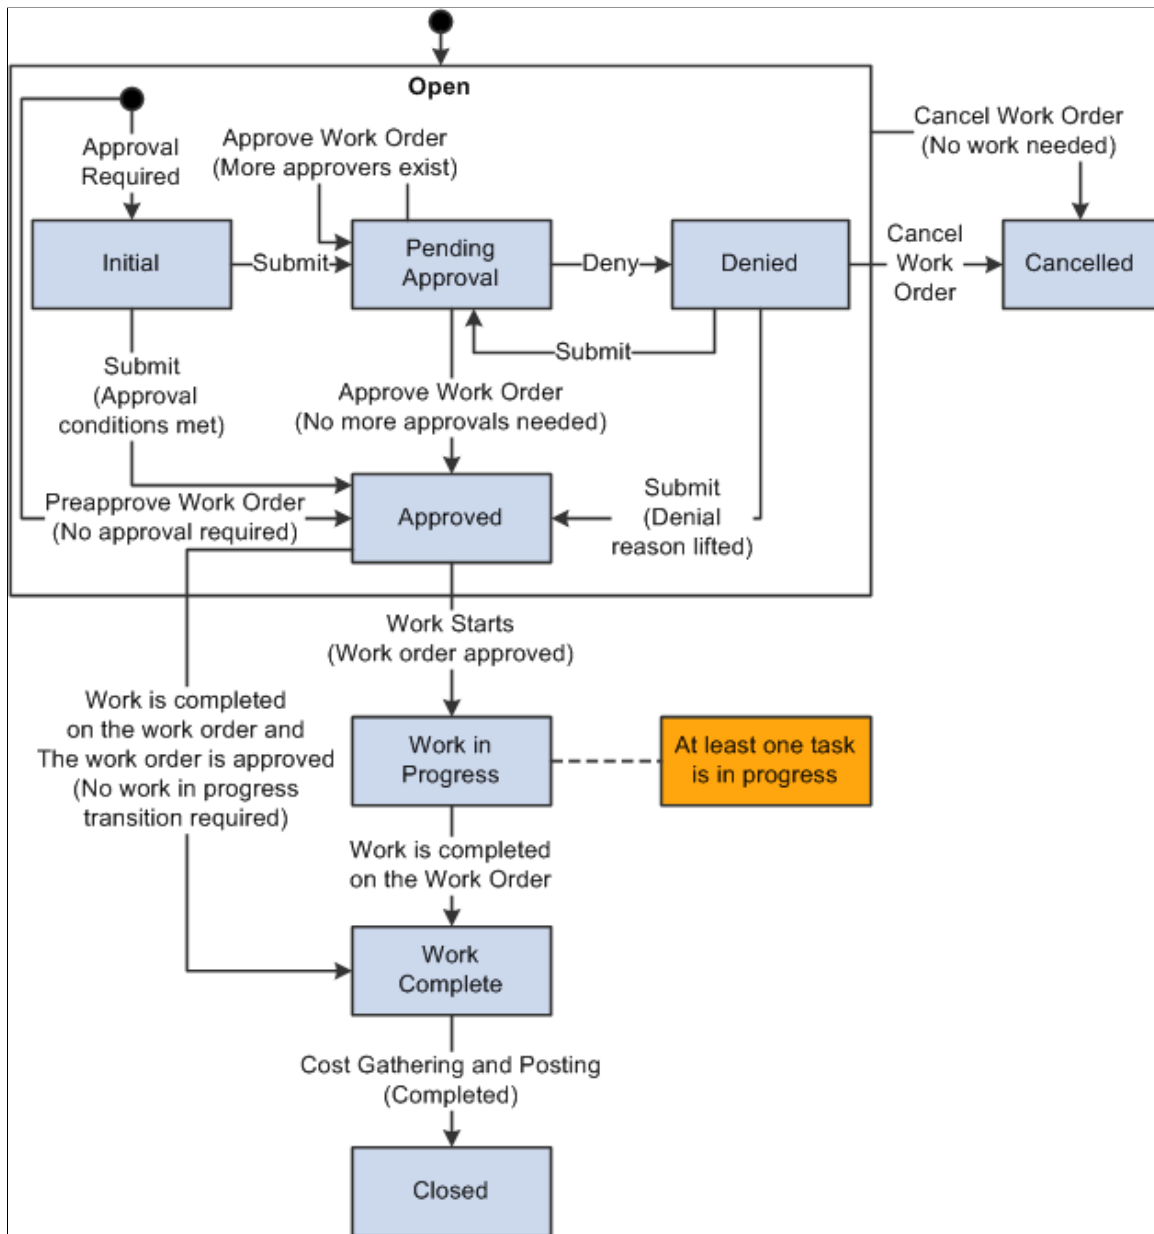 Open
Approval
Required
Approve Work Order
(More approvers exist)
Cancel Work Order
(No work needed)
Initial
Submit
Pending
Approval
Deny
Denied
Cancel
Work
Order
Cancelled
Submit
Submit
(Approval
conditions met)
Approve Work Order
(No more approvals needed)
Preapprove Work Order
(No approval required)
Approved
Submit
(Denial
reason lifted)
Work Starts
(Work order approved)
Work is completed
on the work order and
The work order is approved
(No work in progress
transition required)
Work in
Progress
At least one task
is in progress
Work is completed
on the Work Order
Work
Complete
Cost Gathering and Posting
(Completed)
Closed